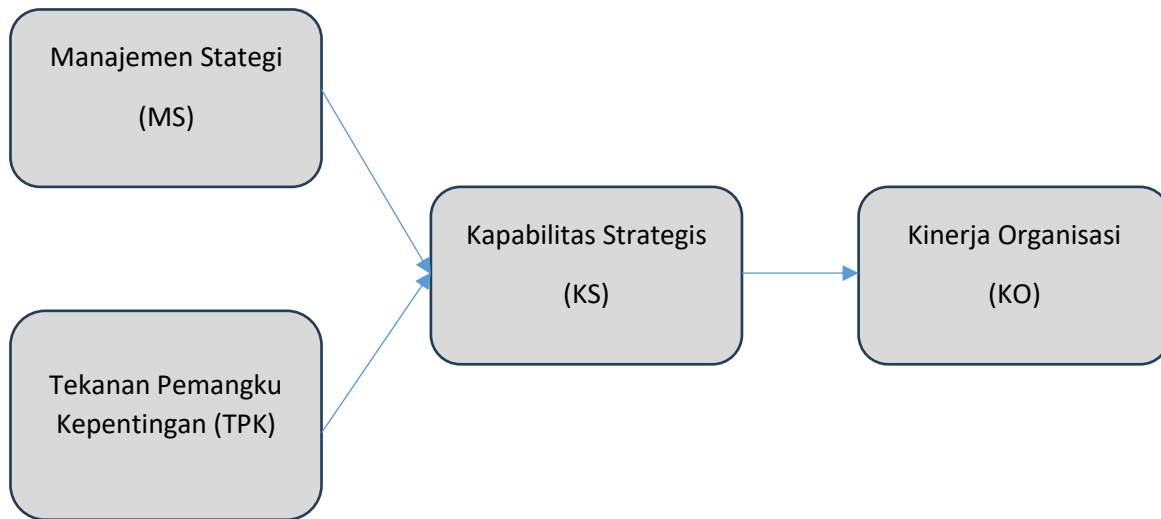 Manajemen Stategi
(MS)
Tekanan Pemangku
Kepentingan (TPK)
Kapabilitas Strategis
(KS)
Kinerja Organisasi
(KO)